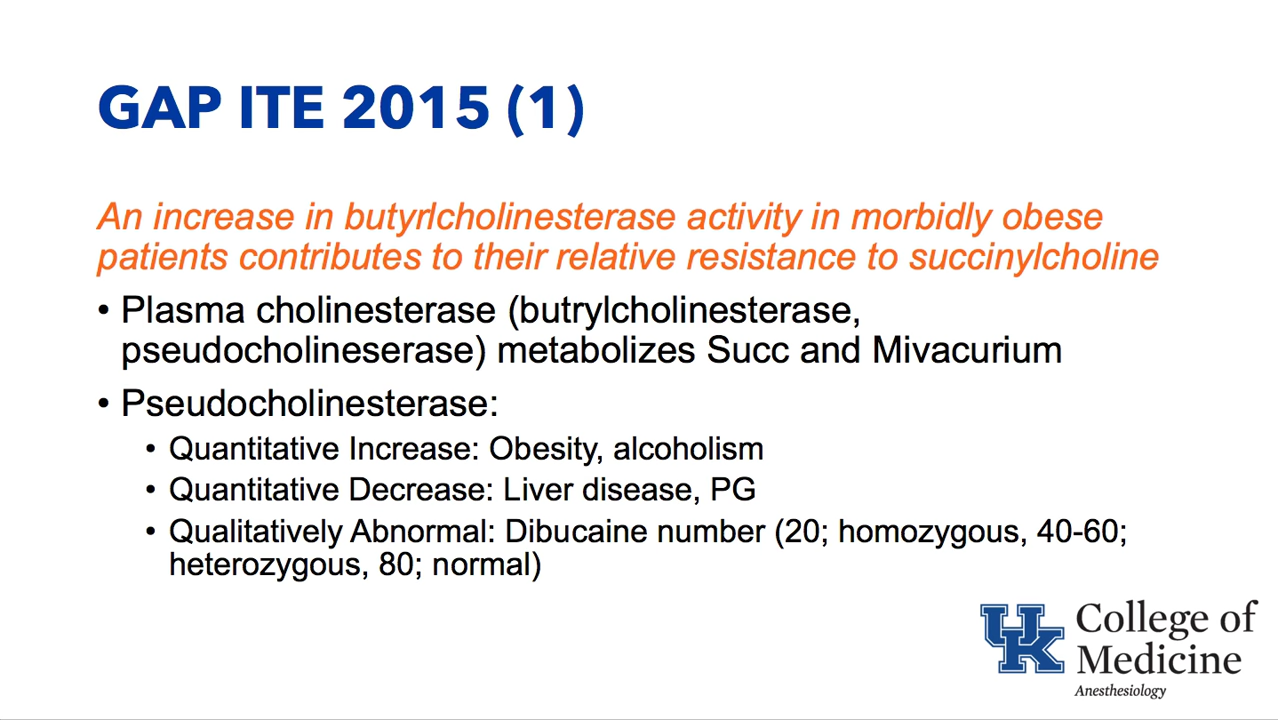 GAP ITE 2015 (1)
An increase in butyrlcholinesterase activity in morbidly obese
patients contributes to their relative resistance to succinylcholine
• Plasma cholinesterase (butrylcholinesterase,
pseudocholineserase) metabolizes Succ and Mivacurium
• Pseudocholinesterase:
• Quantitative Increase: Obesity, alcoholism
• Quantitative Decrease: Liver disease, PG
• Qualitatively Abnormal: Dibucaine number (20; homozygous, 40-60;
heterozygous, 80; normal)
UK College of
Medicine
Anesthesiology